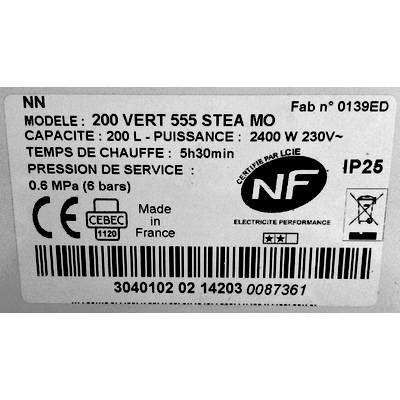 NN
Fab n° 0139ED
MODELE : 200 VERT 555 STEA MO
CAPACITE : 200 L - PUISSANCE : 2400 W 230V~
TEMPS DE CHAUFFE : 5h30min
PRESSION DE SERVICE :
0.6 MPa (6 bars)
CERTIFIE PAR LCIE
NF
ELECTRICITE PERFORMANCE
IP25
CE
CEBEC
1120
Made
in
France
3040102 02 14203 0087361